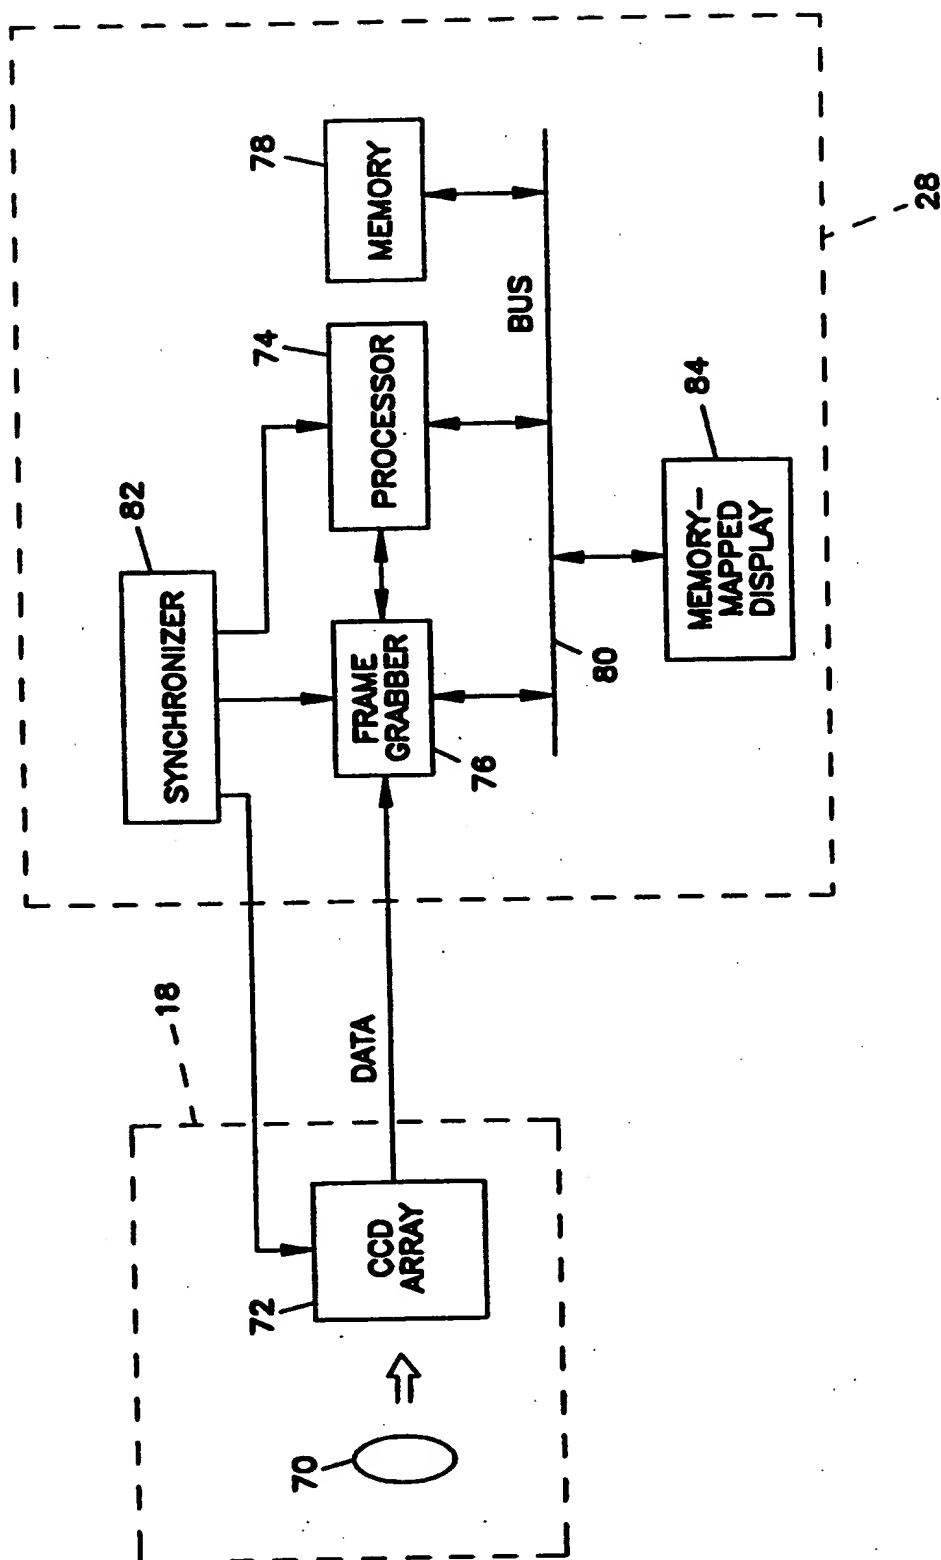 18
70
72
CCD
ARRAY
DATA
82
SYNCHRONIZER
76
FRAME
GRABBER
74
PROCESSOR
78
MEMORY
BUS
80
84
MEMORY–
MAPPED
DISPLAY
28